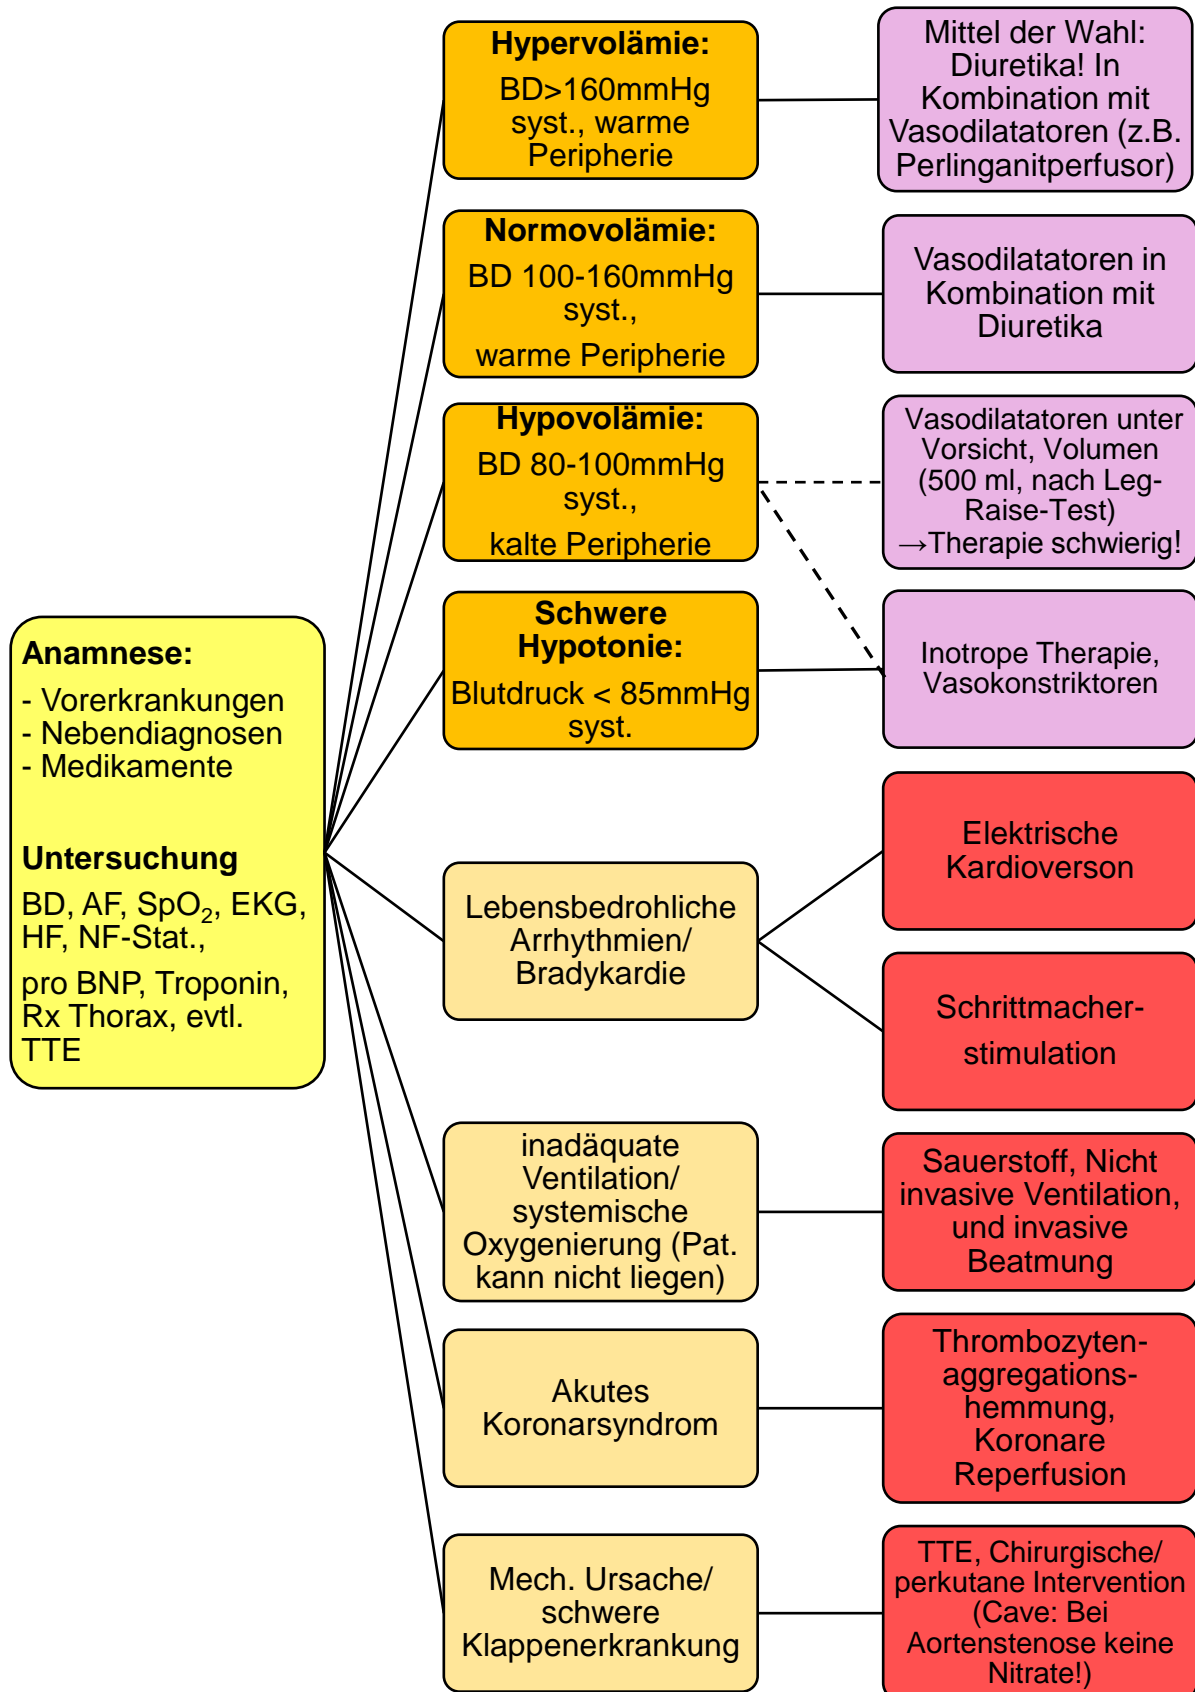 Hypervolämie:
BD>160mmHg
syst., warme
Peripherie
Mittel der Wahl:
Diuretika! In
Kombination mit
Vasodilatatoren (z.B.
Perlinganitperfusor)
Normovolämie:
BD 100-160mmHg
syst.,
warme Peripherie
Vasodilatatoren in
Kombination mit
Diuretika
Hypovolämie:
BD 80-100mmHg
syst.,
kalte Peripherie
Vasodilatatoren unter
Vorsicht, Volumen
(500 ml, nach Leg-
Raise-Test)
→Therapie schwierig!
Schwere
Hypotonie:
Blutdruck < 85mmHg
syst.
Inotrope Therapie,
Vasokonstriktoren
Anamnese:
- Vorerkrankungen
- Nebendiagnosen
- Medikamente
Untersuchung
BD, AF, SpO₂, EKG,
HF, NF-Stat.,
pro BNP, Troponin,
Rx Thorax, evtl.
TTE
Lebensbedrohliche
Arrhythmien/
Bradykardie
Elektrische
Kardioverson
Schrittmacher-
stimulation
inadäquate
Ventilation/
systemische
Oxygenierung (Pat.
kann nicht liegen)
Sauerstoff, Nicht
invasive Ventilation,
und invasive
Beatmung
Akutes
Koronarsyndrom
Thrombozyten-
aggregations-
hemmung,
Koronare
Reperfusion
Mech. Ursache/
schwere
Klappenerkrankung
TTE, Chirurgische/
perkutane Intervention
(Cave: Bei
Aortenstenose keine
Nitrate!)